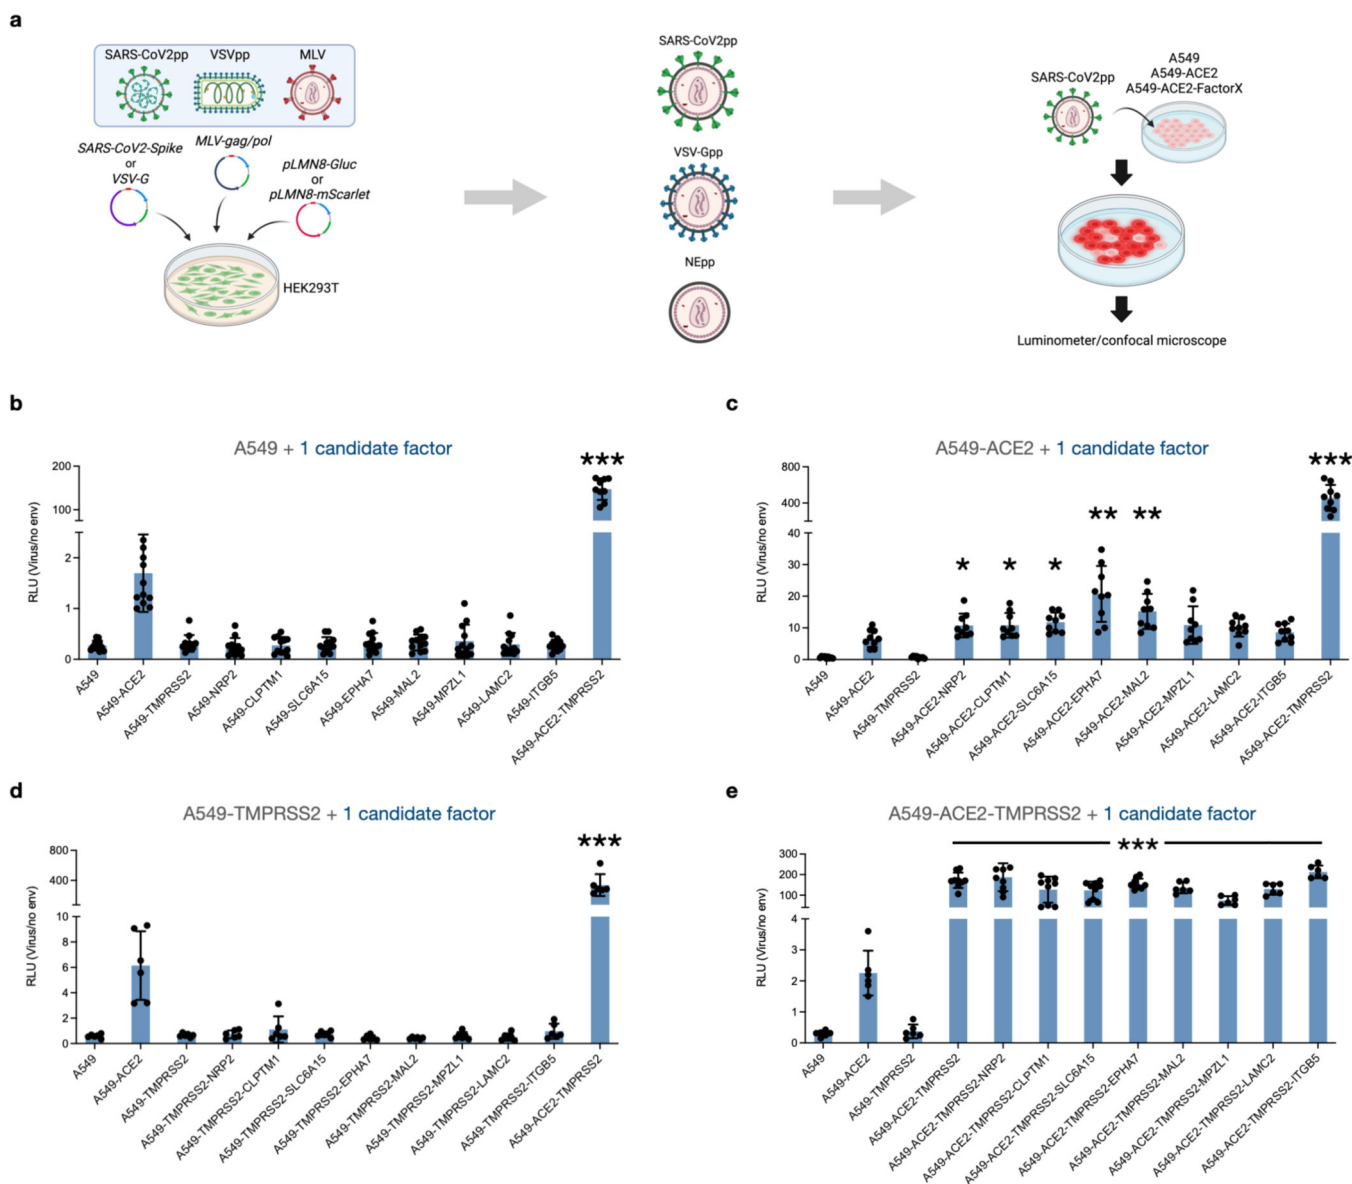 a
SARS-CoV2pp
VSVpp
MLV
SARS-CoV2-Spike
or
VSV-G
MLV-gag/pol
pLMN8-Gluc
or
pLMN8-mScarlet
HEK293T
SARS-CoV2pp
VSV-Gpp
NEpp
SARS-CoV2pp
A549
A549-ACE2
A549-ACE2-FactorX
Luminometer/confocal microscope
b
A549 + 1 candidate factor
RLU (Virus/no env)
200
100
2
1
0
***
A549
A549-ACE2
A549-TMPRSS2
A549-NRP2
A549-CLPTM1
A549-SLC6A15
A549-EPHA7
A549-MAL2
A549-MPZL1
A549-LAMC2
A549-ITGB5
A549-ACE2-TMPRSS2
c
A549-ACE2 + 1 candidate factor
RLU (Virus/no env)
800
400
40
30
20
10
0
*
*
*
**
**
***
A549
A549-ACE2
A549-TMPRSS2
A549-ACE2-NRP2
A549-ACE2-CLPTM1
A549-ACE2-SLC6A15
A549-ACE2-EPHA7
A549-ACE2-MAL2
A549-ACE2-MPZL1
A549-ACE2-LAMC2
A549-ACE2-ITGB5
A549-ACE2-TMPRSS2
d
A549-TMPRSS2 + 1 candidate factor
RLU (Virus/no env)
800
400
10
8
6
4
2
0
***
A549
A549-ACE2
A549-TMPRSS2
A549-TMPRSS2-NRP2
A549-TMPRSS2-CLPTM1
A549-TMPRSS2-SLC6A15
A549-TMPRSS2-EPHA7
A549-TMPRSS2-MAL2
A549-TMPRSS2-MPZL1
A549-TMPRSS2-LAMC2
A549-TMPRSS2-ITGB5
A549-ACE2-TMPRSS2
e
A549-ACE2-TMPRSS2 + 1 candidate factor
RLU (Virus/no env)
300
200
100
4
3
2
1
0
***
A549
A549-ACE2
A549-TMPRSS2
A549-ACE2-TMPRSS2
A549-ACE2-TMPRSS2-NRP2
A549-ACE2-TMPRSS2-CLPTM1
A549-ACE2-TMPRSS2-SLC6A15
A549-ACE2-TMPRSS2-EPHA7
A549-ACE2-TMPRSS2-MAL2
A549-ACE2-TMPRSS2-MPZL1
A549-ACE2-TMPRSS2-LAMC2
A549-ACE2-TMPRSS2-ITGB5